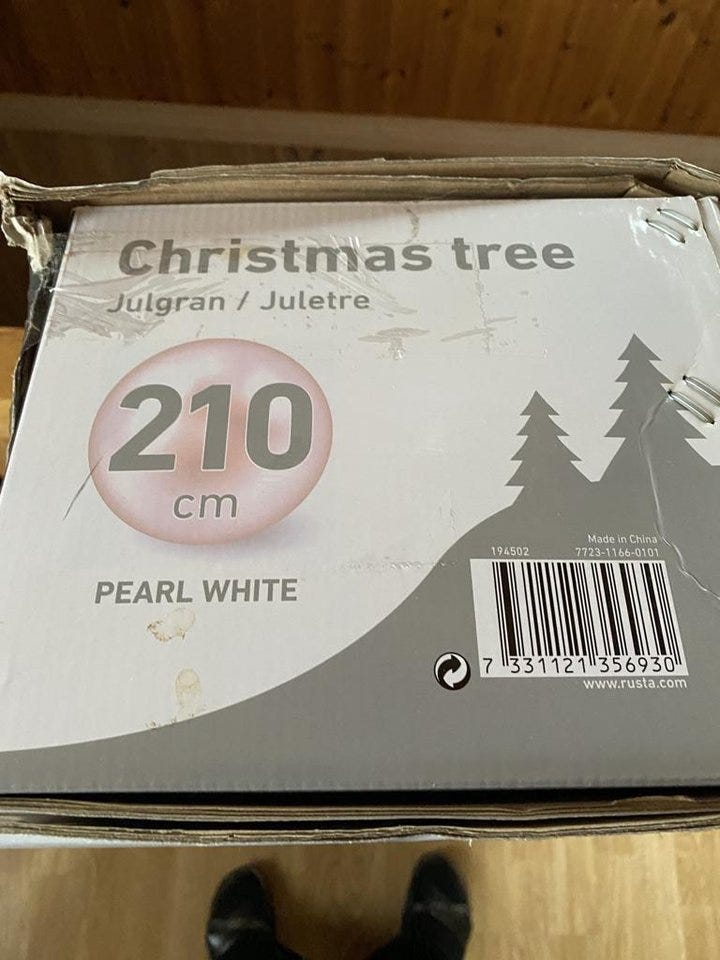 Christmas tree
Julgran / Juletre
210
cm
PEARL WHITE
Made in China
194502 7723-1166-0101
7 331121 356930
www.rusta.com